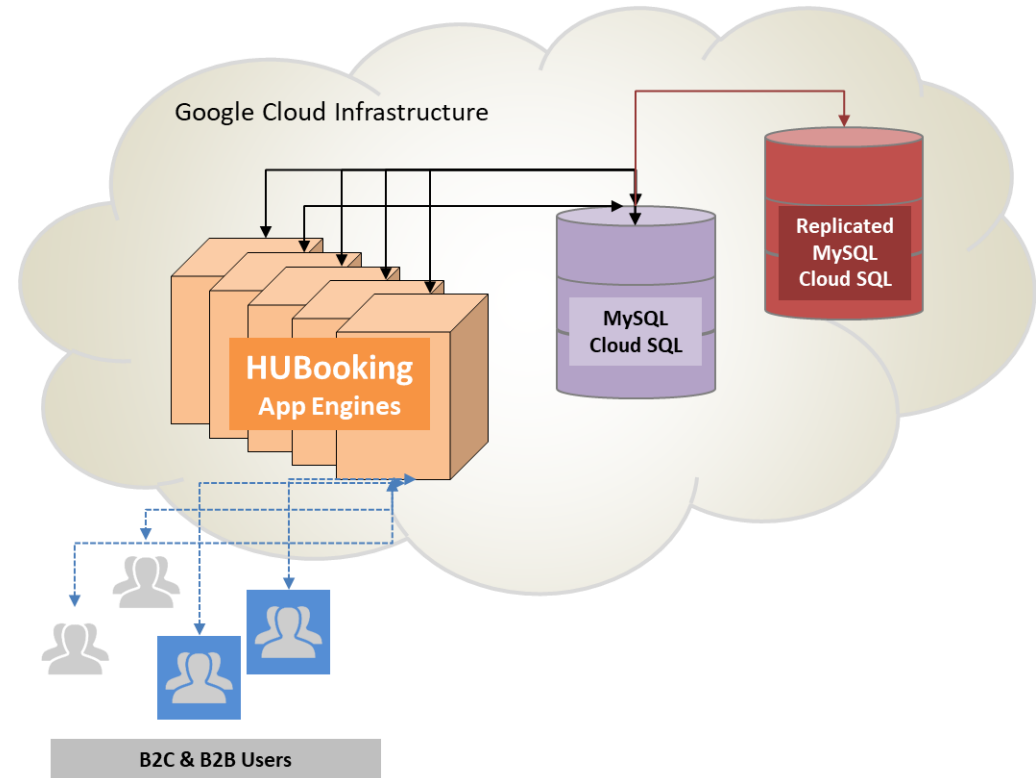 Google Cloud Infrastructure
Replicated
MySQL
Cloud SQL
MySQL
Cloud SQL
HUBooking
App Engines
B2C & B2B Users